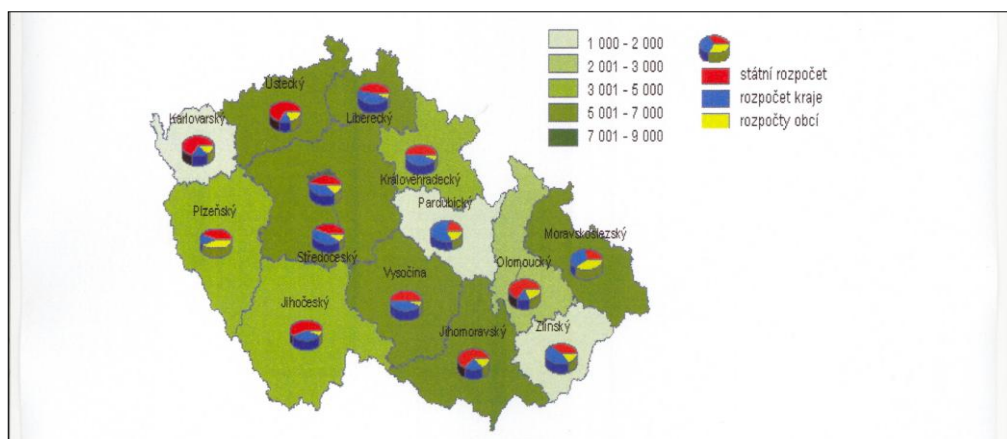 1 000 - 2 000
2 001 - 3 000
3 001 - 5 000
5 001 - 7 000
7 001 - 9 000
státní rozpočet
rozpočet kraje
rozpočty obcí
Ústecký
Karlovarský
Liberecký
Královehradecký
Pardubický
Plzeňský
Středočeský
Vysočina
Moravskoslezský
Olomoucký
Jihočeský
Jihomoravský
Zlínský